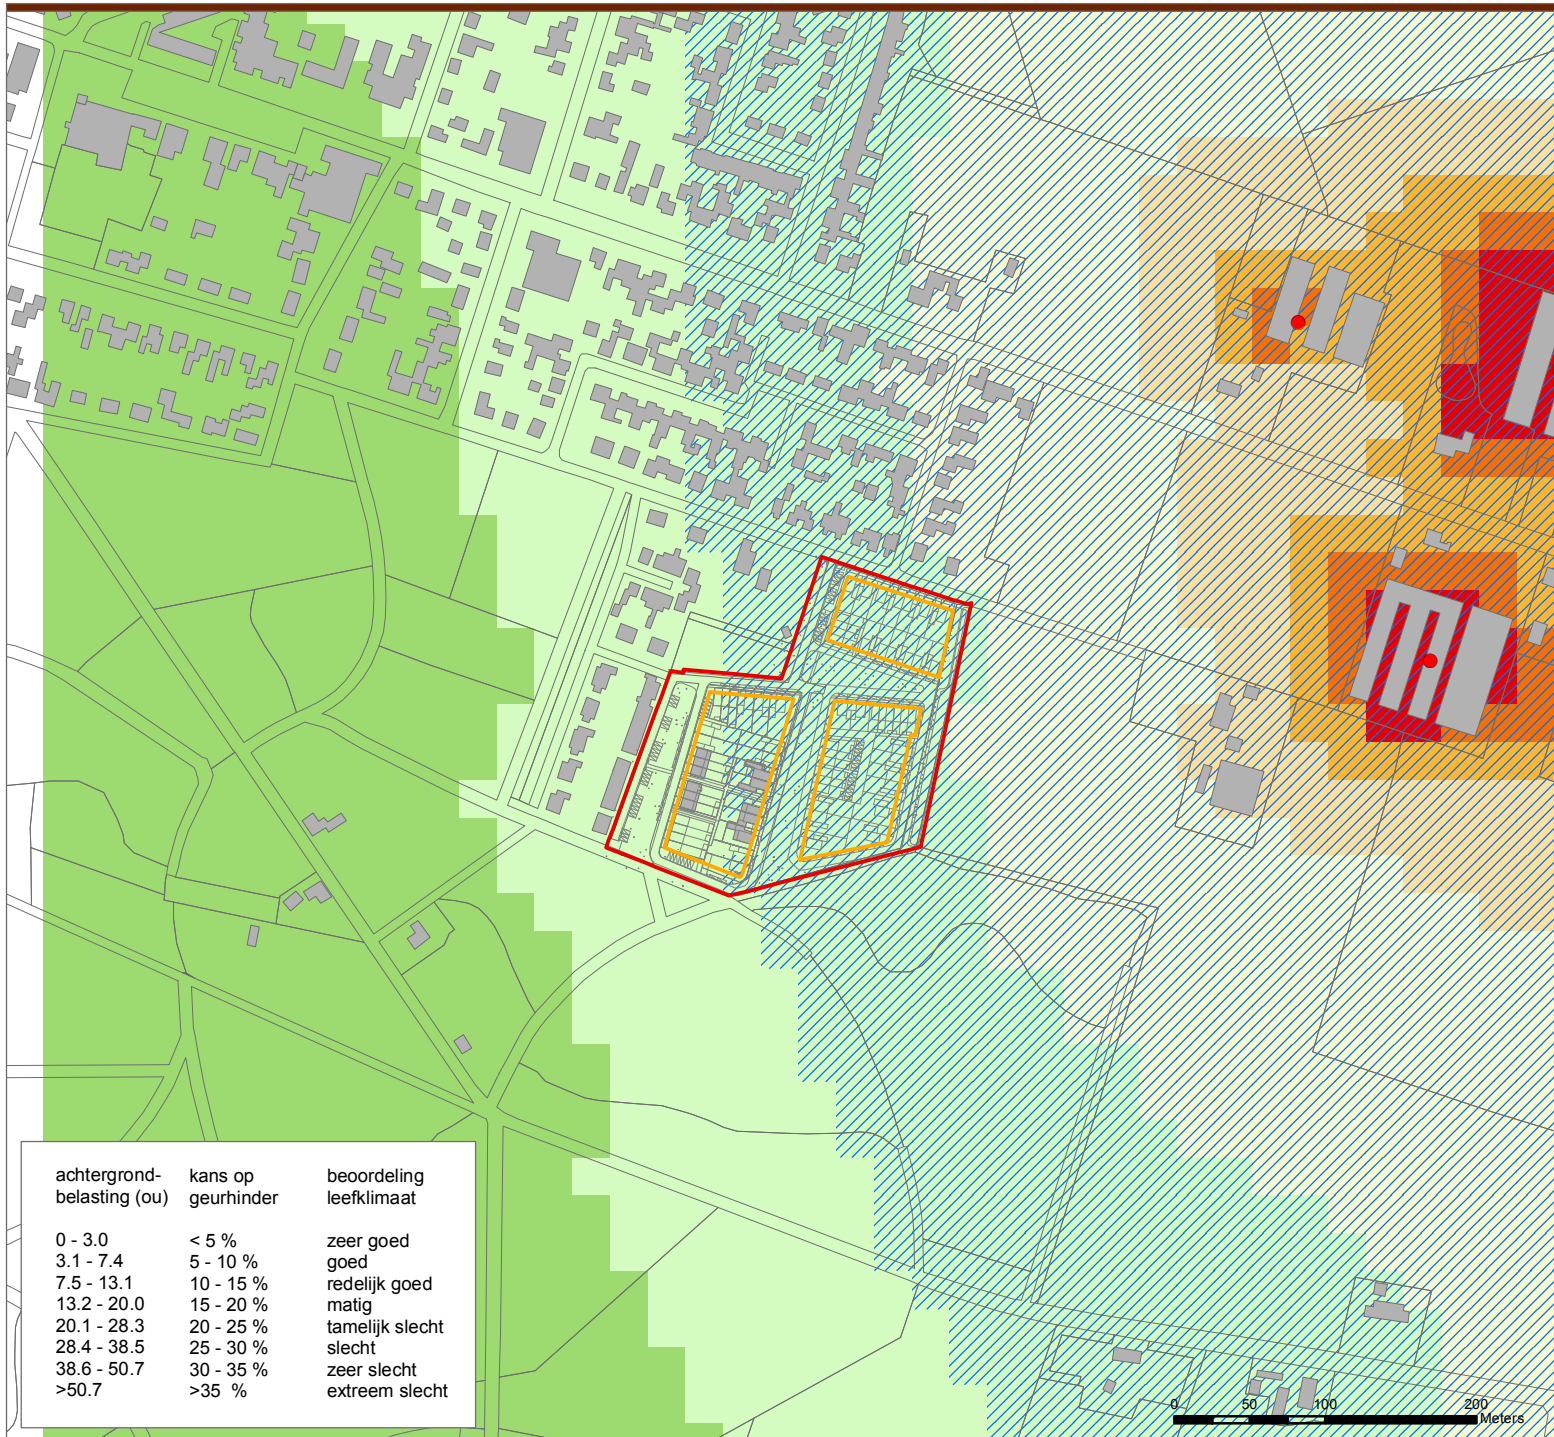 achtergrond- kans op beoordeling
belasting (ou) geurhinder leefklimaat
0 - 3.0 < 5 % zeer goed
3.1 - 7.4 5 - 10 % goed
7.5 - 13.1 10 - 15 % redelijk goed
13.2 - 20.0 15 - 20 % matig
20.1 - 28.3 20 - 25 % tamelijk slecht
28.4 - 38.5 25 - 30 % slecht
38.6 - 50.7 30 - 35 % zeer slecht
>50.7 >35 % extreem slecht
0 50 100 200
Meters